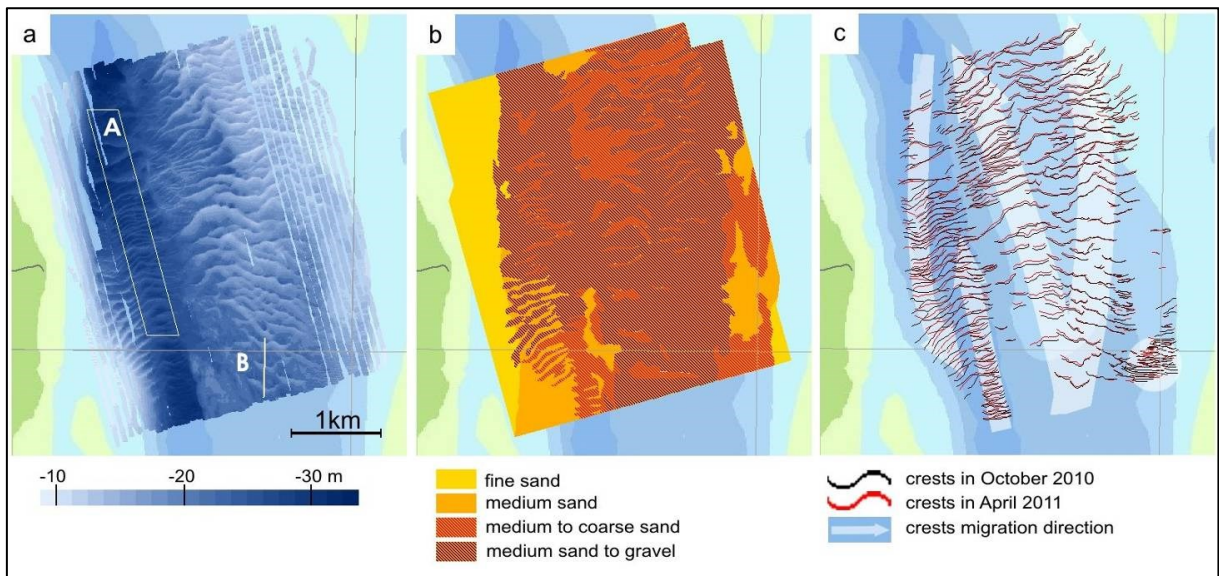 a
A
B
1km
-10
-20
-30 m
b
fine sand
medium sand
medium to coarse sand
medium sand to gravel
c
crests in October 2010
crests in April 2011
crests migration direction